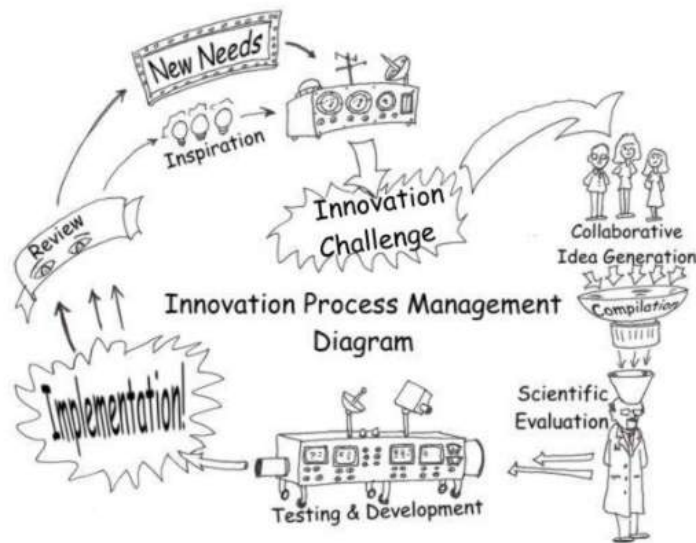 New Needs
Inspiration
Innovation
Challenge
Collaborative
Idea Generation
Compilation
Scientific
Evaluation
Testing & Development
Implementation!
Review
Innovation Process Management
Diagram